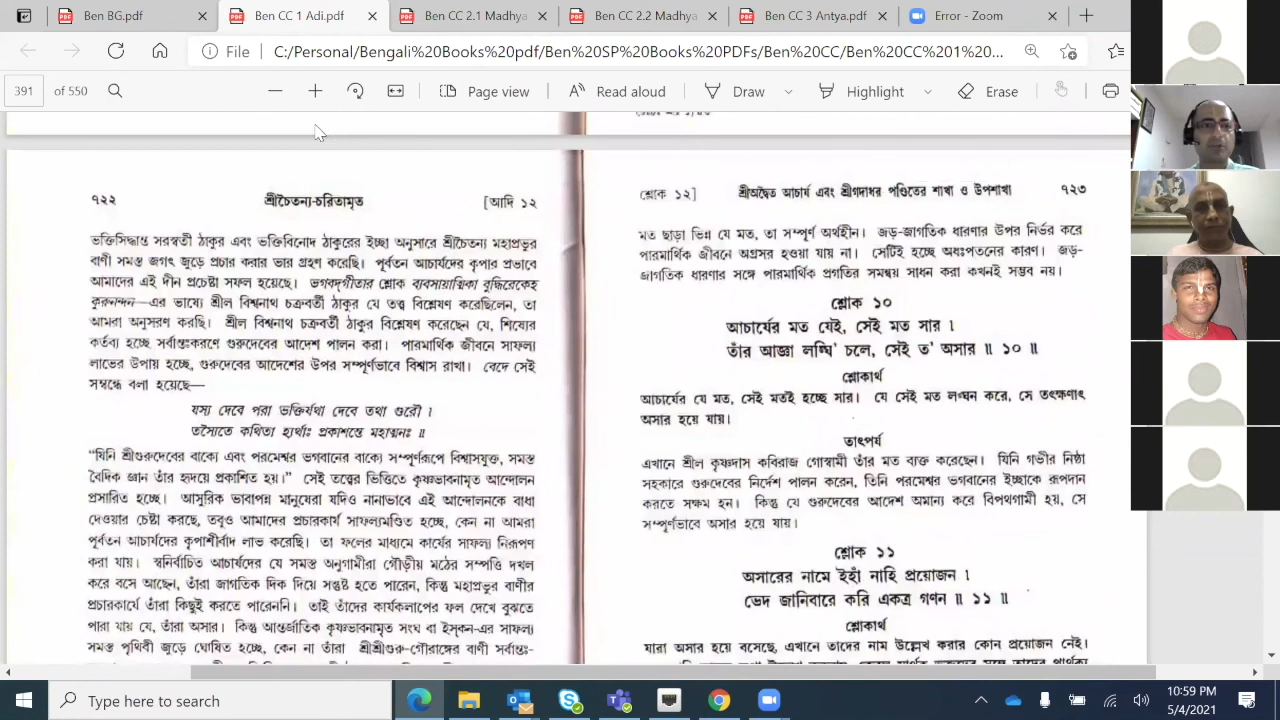 Ben BG.pdf
Ben CC 1 Adi.pdf
Ben CC 2.1 Madhya
Ben CC 2.2 Madhya
Ben CC 3 Antya.pdf
Error - Zoom
File
C:/Personal/Bengali%20Books%20pdf/Ben%20SP%20Books%20PDFs/Ben%20CC/Ben%20CC%201%20...
391 of 550
Page view
Read aloud
Draw
Highlight
Erase
৭২২ শ্রীচৈতন্য-চরিতামৃত [আদি ১২
ভক্তিসিদ্ধান্ত সরস্বতী ঠাকুর এবং ভক্তিবিনোদ ঠাকুরের ইচ্ছা অনুসারে শ্রীচৈতন্য মহাপ্রভুর
বাণী সমস্ত জগৎ জুড়ে প্রচার করার ভার গ্রহণ করেছি। পূর্বতন আচার্যদের কৃপার প্রভাবে
আমাদের এই দীন প্রচেষ্টা সফল হয়েছে। ভগবদ্গীতার শ্লোক ব্যবসায়াত্মিকা বুদ্ধিরেকেহ
কুরুনন্দন—এর ভাষ্যে শ্রীল বিশ্বনাথ চক্রবর্তী ঠাকুর যে তত্ত্ব বিশ্লেষণ করেছিলেন, তা
আমরা অনুসরণ করছি। শ্রীল বিশ্বনাথ চক্রবর্তী ঠাকুর বিশ্লেষণ করেছেন যে, শিষ্যের
কর্তব্য হচ্ছে সর্বান্তঃকরণে গুরুদেবের আদেশ পালন করা। পারমার্থিক জীবনে সাফল্য
লাভের উপায় হচ্ছে, গুরুদেবের আদেশের উপর সম্পূর্ণভাবে বিশ্বাস রাখা। বেদে সেই
সম্বন্ধে বলা হয়েছে—
যস্য দেবে পরা ভক্তির্যথা দেবে তথা গুরৌ।
তস্যৈতে কথিতা হ্যর্থাঃ প্রকাশন্তে মহাত্মনঃ॥
“যিনি শ্রীগুরুদেবের বাক্যে এবং পরমেশ্বর ভগবানের বাক্যে সম্পূর্ণরূপে বিশ্বাসযুক্ত, সমস্ত
বৈদিক জ্ঞান তাঁর হৃদয়ে প্রকাশিত হয়।” সেই তত্ত্বের ভিত্তিতে কৃষ্ণভাবনামৃত আন্দোলন
প্রসারিত হচ্ছে। আসুরিক ভাবাপন্ন মানুষেরা যদিও নানাভাবে এই আন্দোলনকে বাধা
দেওয়ার চেষ্টা করছে, তবুও আমাদের প্রচারকার্য সাফল্যমণ্ডিত হচ্ছে, কেন না আমরা
পূর্বতন আচার্যদের কৃপাশীর্বাদ লাভ করেছি। তা ফলের মাধ্যমে কার্যের সাফল্য নিরূপণ
করা যায়। স্বনির্বাচিত আচার্যদের যে সমস্ত অনুগামীরা গৌড়ীয় মঠের সম্পত্তি দখল
করে বসে আছেন, তাঁরা জাগতিক দিক দিয়ে সন্তুষ্ট হতে পারেন, কিন্তু মহাপ্রভুর বাণীর
প্রচারকার্যে তাঁরা কিছুই করতে পারেননি। তাই তাঁদের কার্যকলাপের ফল দেখে বুঝতে
পারা যায় যে, তাঁরা অসার। কিন্তু আন্তর্জাতিক কৃষ্ণভাবনামৃত সংঘ বা ইস্‌কন-এর সাফল্য
সমস্ত পৃথিবী জুড়ে ঘোষিত হচ্ছে, কেন না তাঁরা শ্রীশ্রীগুরু-গৌরাঙ্গের বাণী সর্বান্তঃ-
শ্লোক ১২] শ্রীঅদ্বৈত আচার্য এবং শ্রীগদাধর পণ্ডিতের শাখা ও উপশাখা ৭২৩
মত ছাড়া ভিন্ন যে মত, তা সম্পূর্ণ অর্থহীন। জড়-জাগতিক ধারণার উপর নির্ভর করে
পারমার্থিক জীবনে অগ্রসর হওয়া যায় না। সেটিই হচ্ছে অধঃপতনের কারণ। জড়-
জাগতিক ধারণার সঙ্গে পারমার্থিক প্রগতির সমন্বয় সাধন করা কখনই সম্ভব নয়।
শ্লোক ১০
আচার্যের মত যেই, সেই মত সার।
তাঁর আজ্ঞা লঙ্ঘি' চলে, সেই ত' অসার॥ ১০॥
শ্লোকার্থ
আচার্যের যে মত, সেই মতই হচ্ছে সার। যে সেই মত লঙ্ঘন করে, সে তৎক্ষণাৎ
অসার হয়ে যায়।
তাৎপর্য
এখানে শ্রীল কৃষ্ণদাস কবিরাজ গোস্বামী তাঁর মত ব্যক্ত করেছেন। যিনি গভীর নিষ্ঠা
সহকারে গুরুদেবের নির্দেশ পালন করেন, তিনি পরমেশ্বর ভগবানের ইচ্ছাকে রূপদান
করতে সক্ষম হন। কিন্তু যে গুরুদেবের আদেশ অমান্য করে বিপথগামী হয়, সে
সম্পূর্ণভাবে অসার হয়ে যায়।
শ্লোক ১১
অসারের নামে ইহাঁ নাহি প্রয়োজন।
ভেদ জানিবারে করি একত্র গণন॥ ১১॥
শ্লোকার্থ
যারা অসার হয়ে বসেছে, এখানে তাদের নাম উল্লেখ করার কোন প্রয়োজন নেই।
Type here to search
10:59 PM
5/4/2021